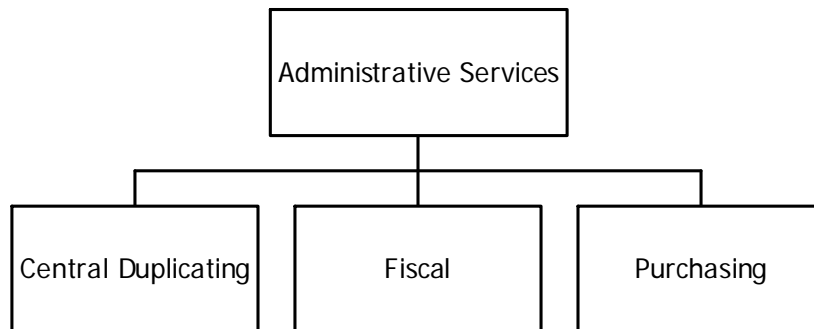 Administrative Services
Central Duplicating
Fiscal
Purchasing